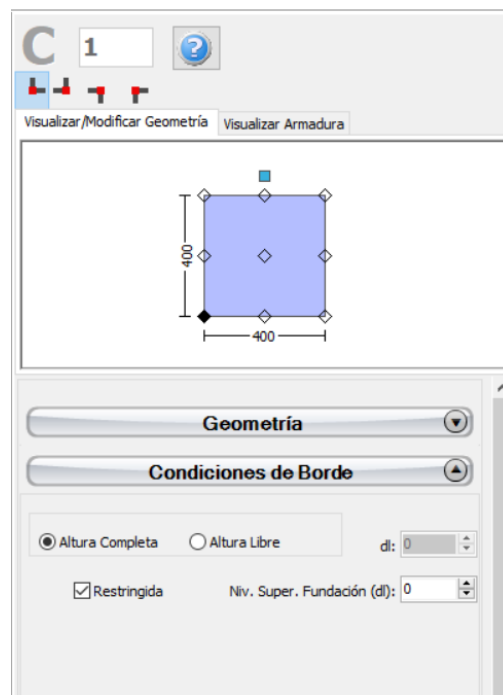 C 1
Visualizar/Modificar Geometría Visualizar Armadura
400
400
Geometría
Condiciones de Borde
Altura Completa Altura Libre dl: 0
Restringida Niv. Super. Fundación (dl): 0